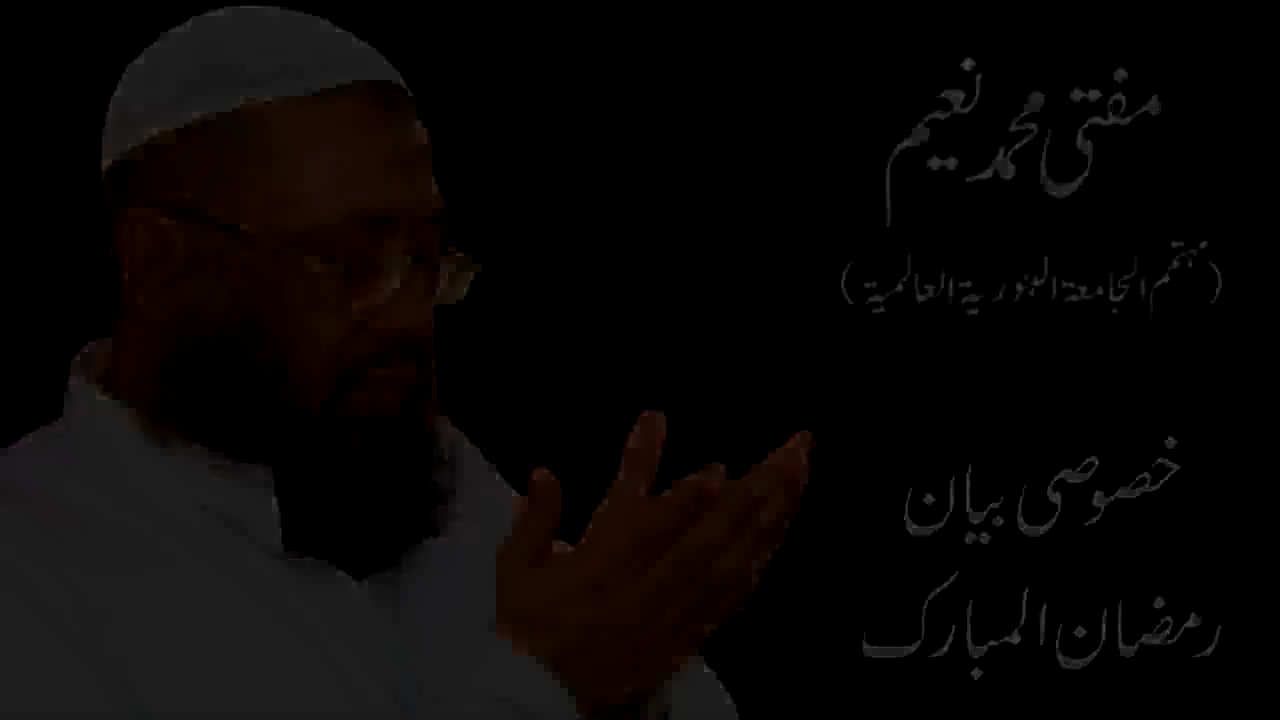 مفتی محمد نعیم
(مہتمم الجامعۃ البنوریۃ العالمیۃ)
خصوصی بیان
رمضان المبارک